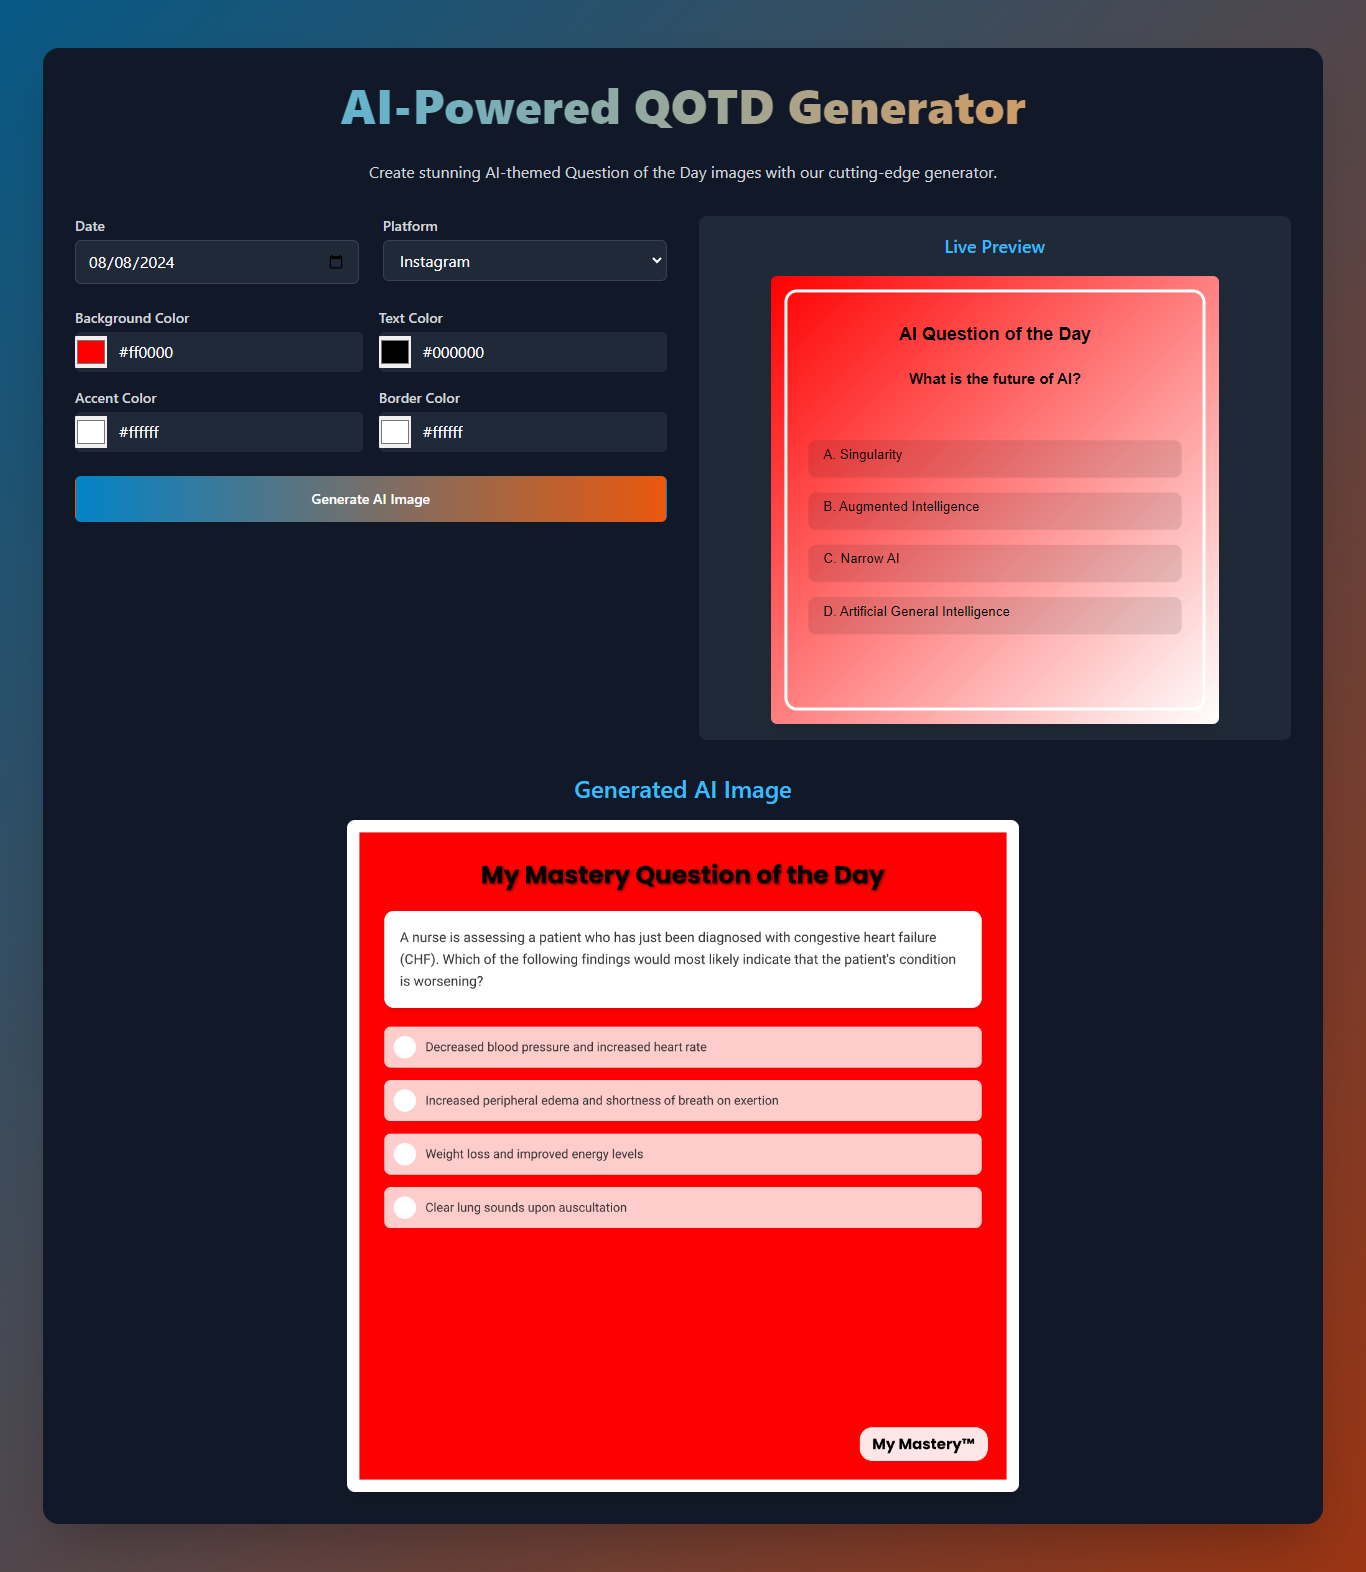 AI-Powered QOTD Generator
Create stunning AI-themed Question of the Day images with our cutting-edge generator.
Date
08/08/2024
Platform
Instagram
Background Color
#ff0000
Text Color
#000000
Accent Color
#ffffff
Border Color
#ffffff
Generate AI Image
Live Preview
AI Question of the Day
What is the future of AI?
A. Singularity
B. Augmented Intelligence
C. Narrow AI
D. Artificial General Intelligence
Generated AI Image
My Mastery Question of the Day
A nurse is assessing a patient who has just been diagnosed with congestive heart failure
(CHF). Which of the following findings would most likely indicate that the patient's condition
is worsening?
Decreased blood pressure and increased heart rate
Increased peripheral edema and shortness of breath on exertion
Weight loss and improved energy levels
Clear lung sounds upon auscultation
My Mastery™